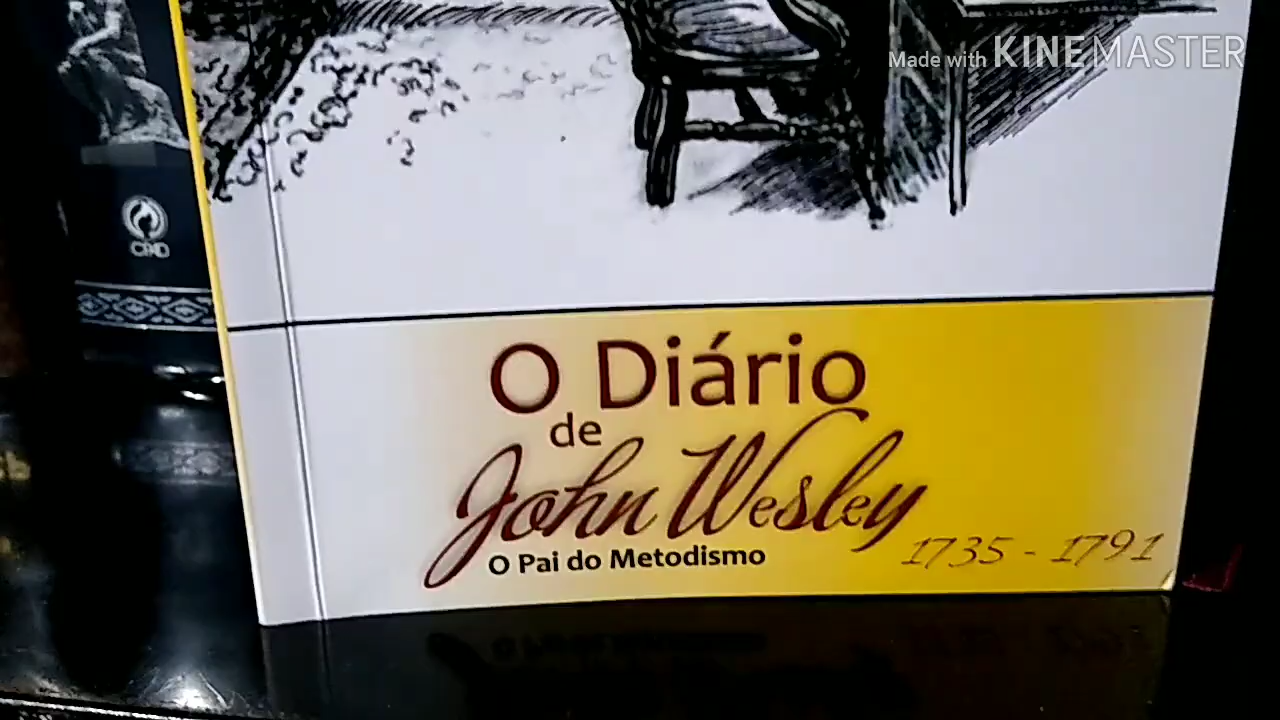 Made with KINEMASTER
CPAD
O Diário
de
John Wesley
O Pai do Metodismo
1735 - 1791